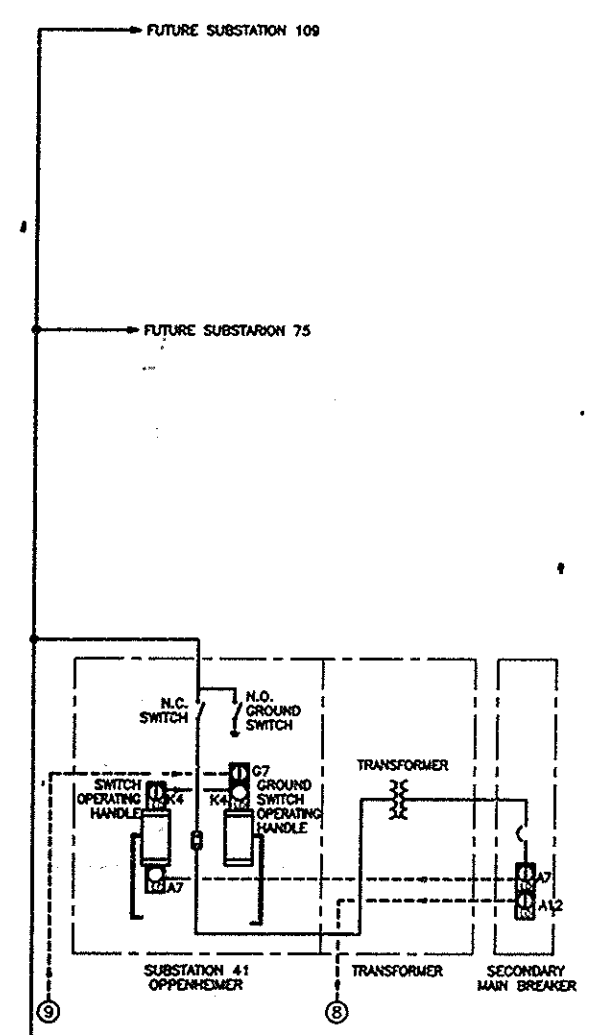 FUTURE SUBSTATION 109
FUTURE SUBSTARION 75
N.C.
SWITCH
N.O.
GROUND
SWITCH
SWITCH
OPERATING
HANDLE
K4
K4
G7
GROUND
SWITCH
OPERATING
HANDLE
TRANSFORMER
A7
A7
A12
SUBSTATION 41
OPPENHEIMER
TRANSFORMER
SECONDARY
MAIN BREAKER
9
8